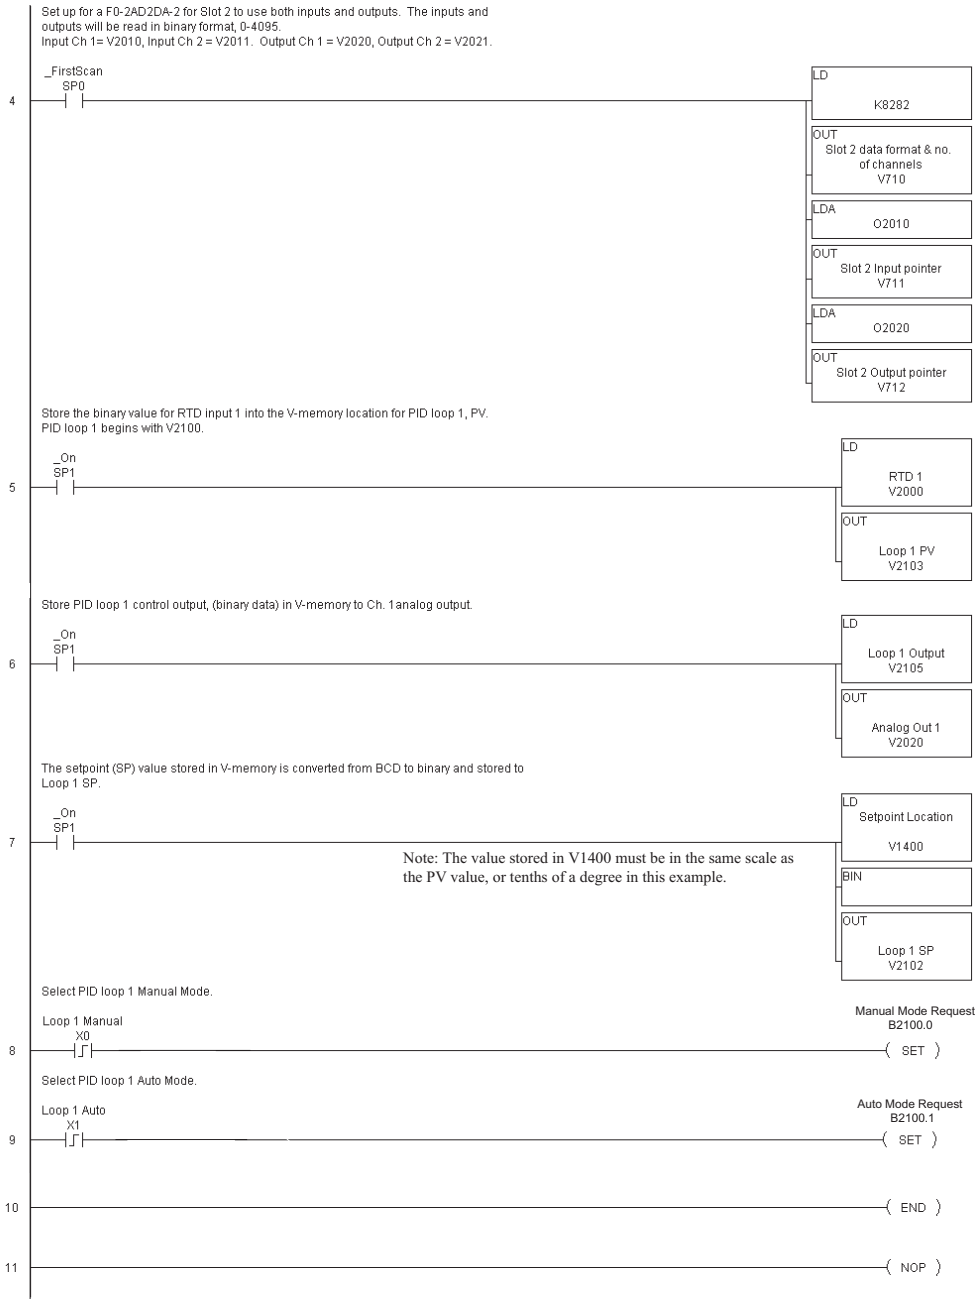 Set up for a F0-2AD2DA-2 for Slot 2 to use both inputs and outputs. The inputs and
outputs will be read in binary format, 0-4095.
Input Ch 1= V2010, Input Ch 2 = V2011. Output Ch 1 = V2020, Output Ch 2 = V2021.
_FirstScan
SP0
4
LD
K8282
OUT
Slot 2 data format & no.
of channels
V710
LDA
O2010
OUT
Slot 2 Input pointer
V711
LDA
O2020
OUT
Slot 2 Output pointer
V712
Store the binary value for RTD input 1 into the V-memory location for PID loop 1, PV.
PID loop 1 begins with V2100.
_On
SP1
5
LD
RTD 1
V2000
OUT
Loop 1 PV
V2103
Store PID loop 1 control output, (binary data) in V-memory to Ch. 1analog output.
_On
SP1
6
LD
Loop 1 Output
V2105
OUT
Analog Out 1
V2020
The setpoint (SP) value stored in V-memory is converted from BCD to binary and stored to
Loop 1 SP.
_On
SP1
7
LD
Setpoint Location
V1400
Note: The value stored in V1400 must be in the same scale as
the PV value, or tenths of a degree in this example.
BIN
OUT
Loop 1 SP
V2102
Select PID loop 1 Manual Mode.
Loop 1 Manual
X0
8
Manual Mode Request
B2100.0
SET
Select PID loop 1 Auto Mode.
Loop 1 Auto
X1
9
Auto Mode Request
B2100.1
SET
10
END
11
NOP